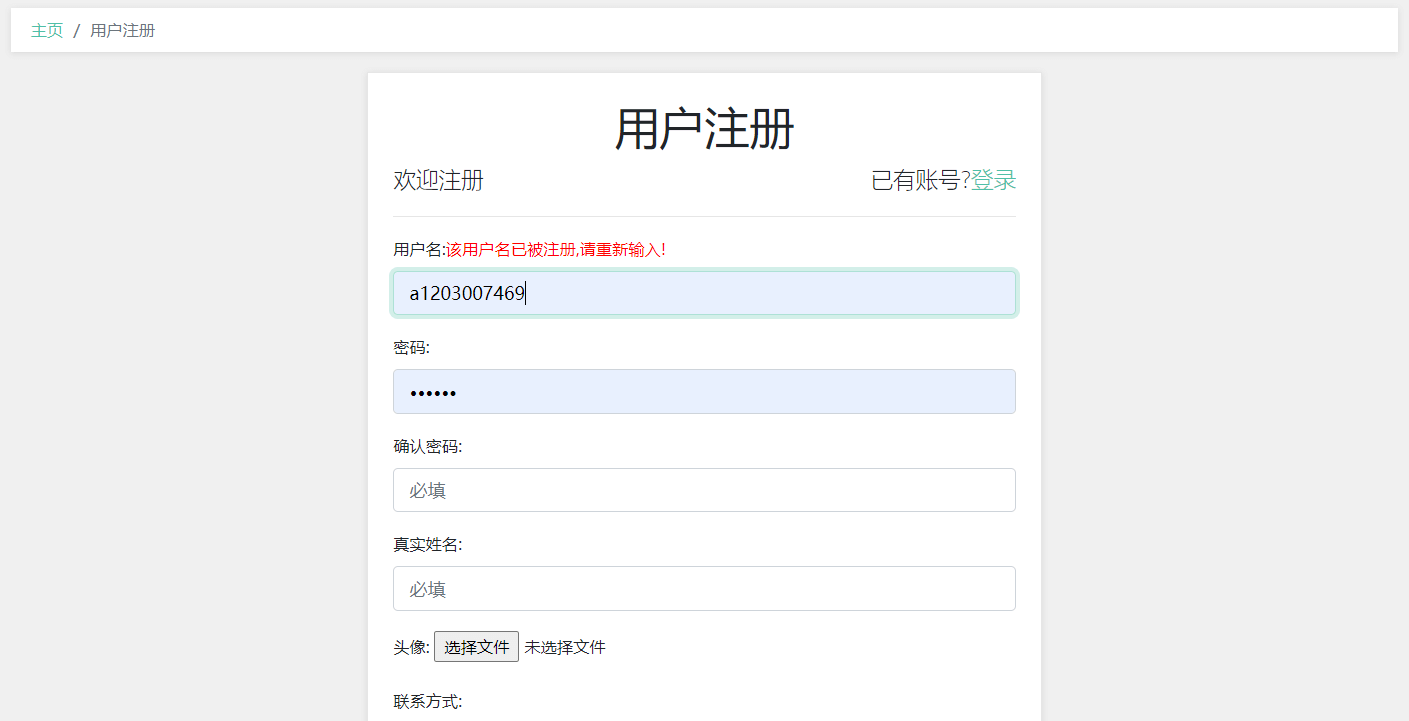 主页 / 用户注册
用户注册
欢迎注册 已有账号?登录
用户名:该用户名已被注册,请重新输入!
a1203007469
密码:
••••••
确认密码:
必填
真实姓名:
必填
头像: 选择文件 未选择文件
联系方式: